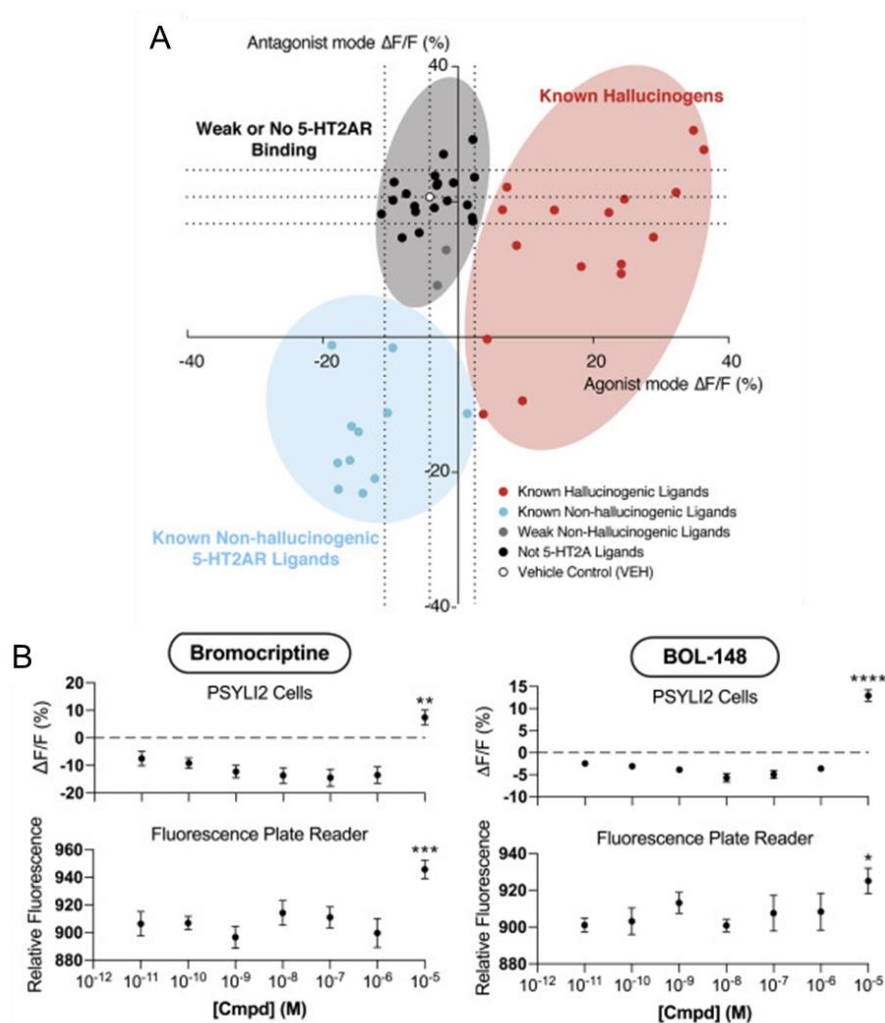 A
Antagonist mode ΔF/F (%)
40
Known Hallucinogens
Weak or No 5-HT2AR
Binding
-40
-20
20
40
Agonist mode ΔF/F (%)
-20
Known Hallucinogenic Ligands
Known Non-hallucinogenic Ligands
Weak Non-Hallucinogenic Ligands
Not 5-HT2A Ligands
Vehicle Control (VEH)
Known Non-hallucinogenic
5-HT2AR Ligands
-40
B
Bromocriptine
PSYLI2 Cells
ΔF/F (%)
20
10
0
-10
-20
**
Fluorescence Plate Reader
Relative Fluorescence
960
940
920
900
880
***
10-12
10-11
10-10
10-9
10-8
10-7
10-6
10-5
[Cmpd] (M)
BOL-148
PSYLI2 Cells
ΔF/F (%)
15
10
5
0
-5
-10
****
Fluorescence Plate Reader
Relative Fluorescence
940
920
900
880
*
10-12
10-11
10-10
10-9
10-8
10-7
10-6
10-5
[Cmpd] (M)